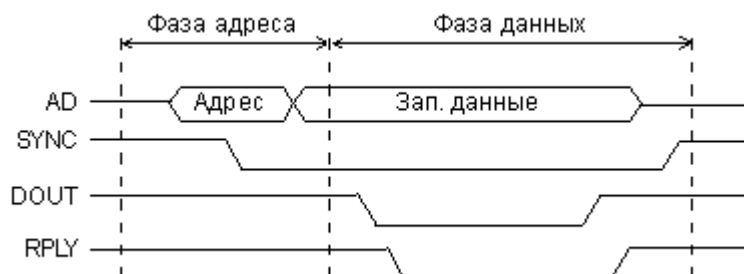 Фаза адреса
Фаза данных
AD
Адрес
Зап. данные
SYNC
DOUT
RPLY